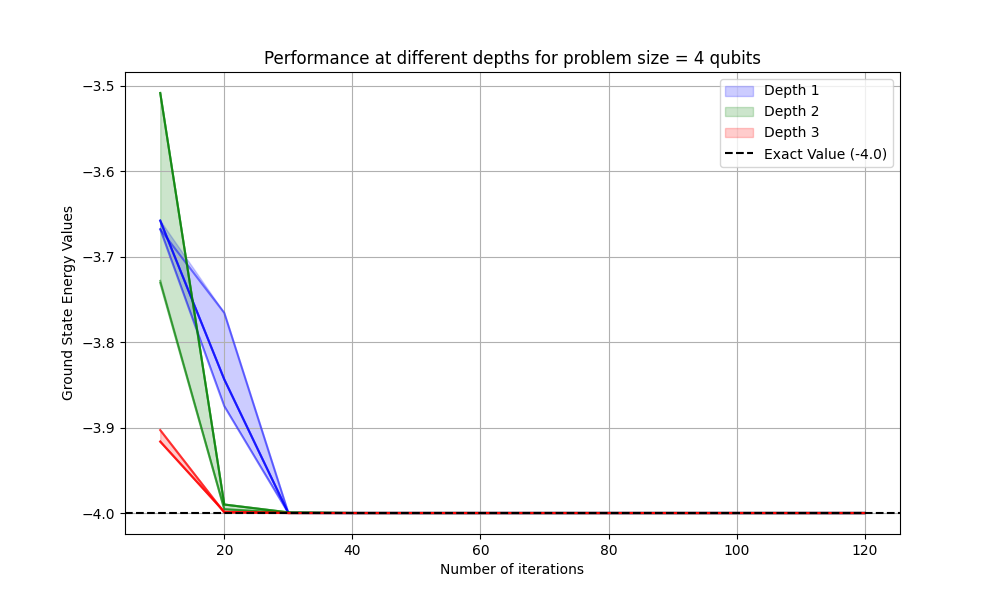 Performance at different depths for problem size = 4 qubits
Ground State Energy Values
−3.5
−3.6
−3.7
−3.8
−3.9
−4.0
Depth 1
Depth 2
Depth 3
Exact Value (-4.0)
20 40 60 80 100 120
Number of iterations